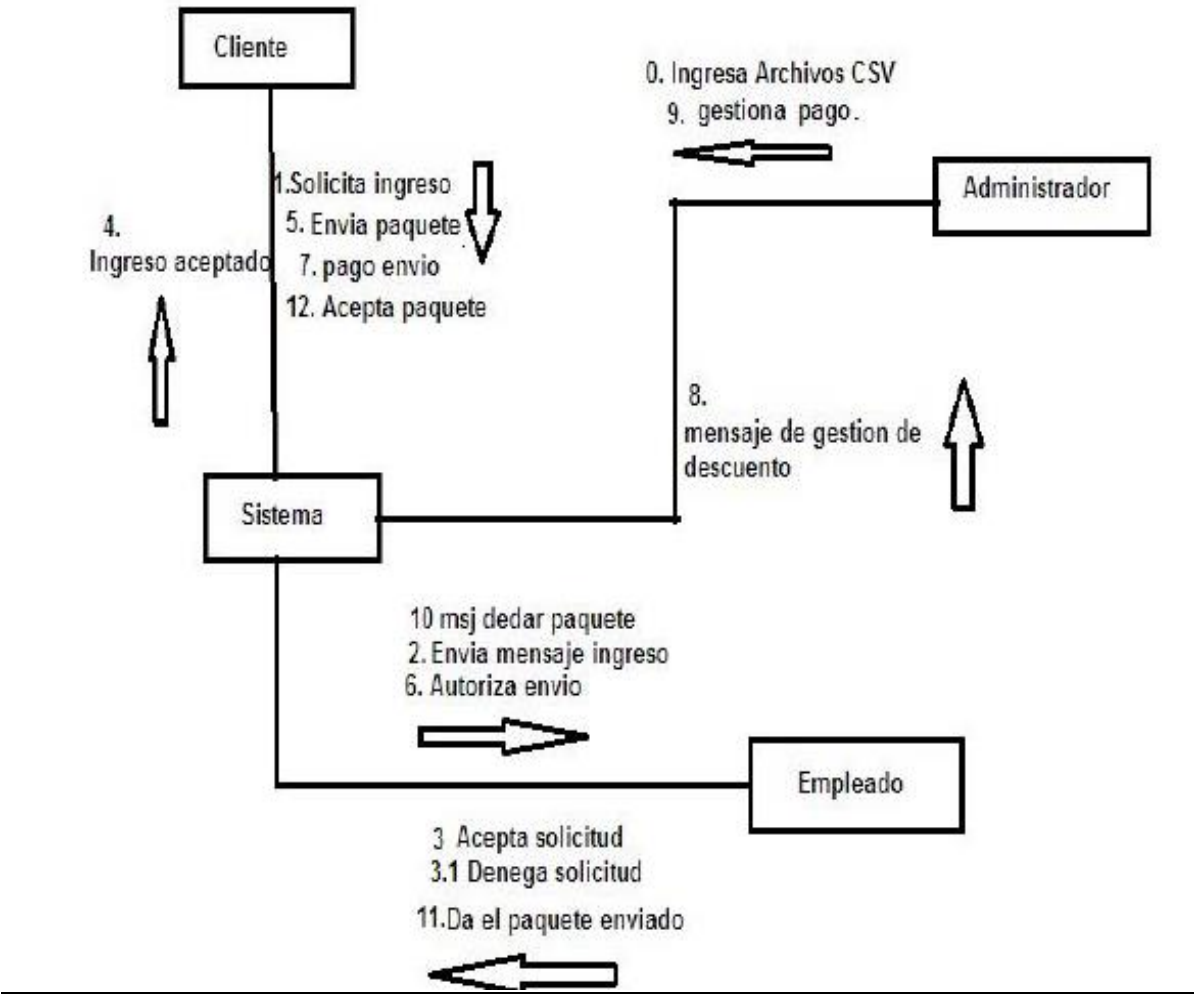 Cliente
0. Ingresa Archivos CSV
9. gestiona pago.
Administrador
1.Solicita ingreso
5. Envia paquete
7. pago envio
12. Acepta paquete
4.
Ingreso aceptado
8.
mensaje de gestion de
descuento
Sistema
10 msj dedar paquete
2. Envia mensaje ingreso
6. Autoriza envio
Empleado
3 Acepta solicitud
3.1 Denega solicitud
11.Da el paquete enviado